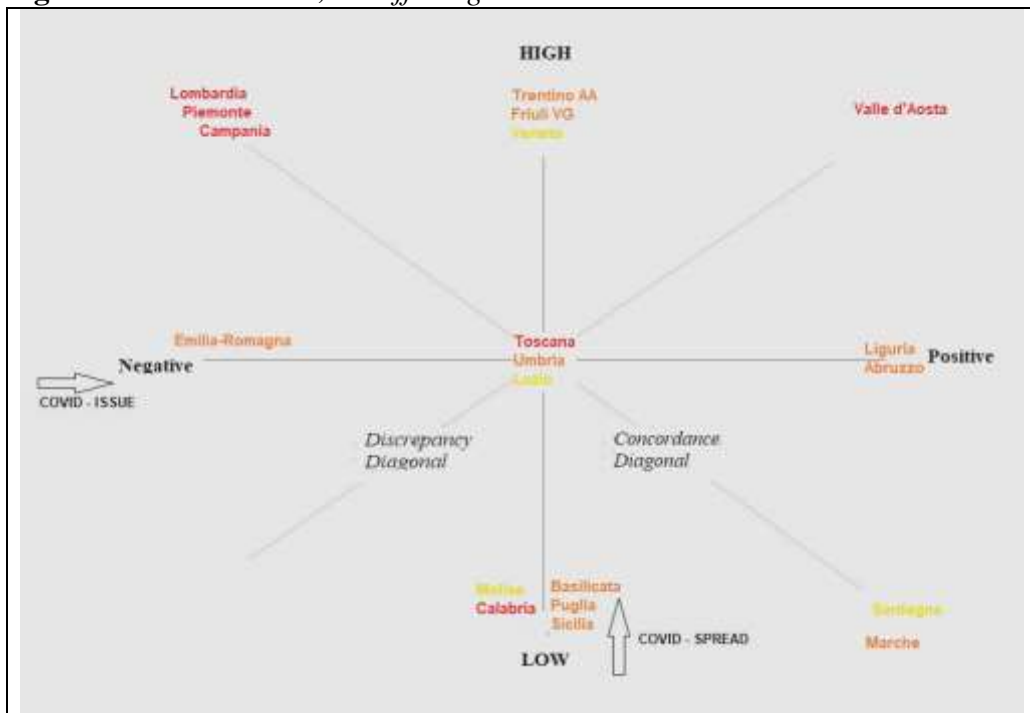 HIGH
Lombardia
Piemonte
Campania
Trentino AA
Friuli VG
Veneto
Valle d'Aosta
Emilia-Romagna
Negative
COVID - ISSUE
Toscana
Umbria
Lazio
Liguria
Abruzzo
Positive
Discrepancy
Diagonal
Concordance
Diagonal
Molise
Calabria
Basilicata
Puglia
Sicilia
COVID - SPREAD
LOW
Sardegna
Marche